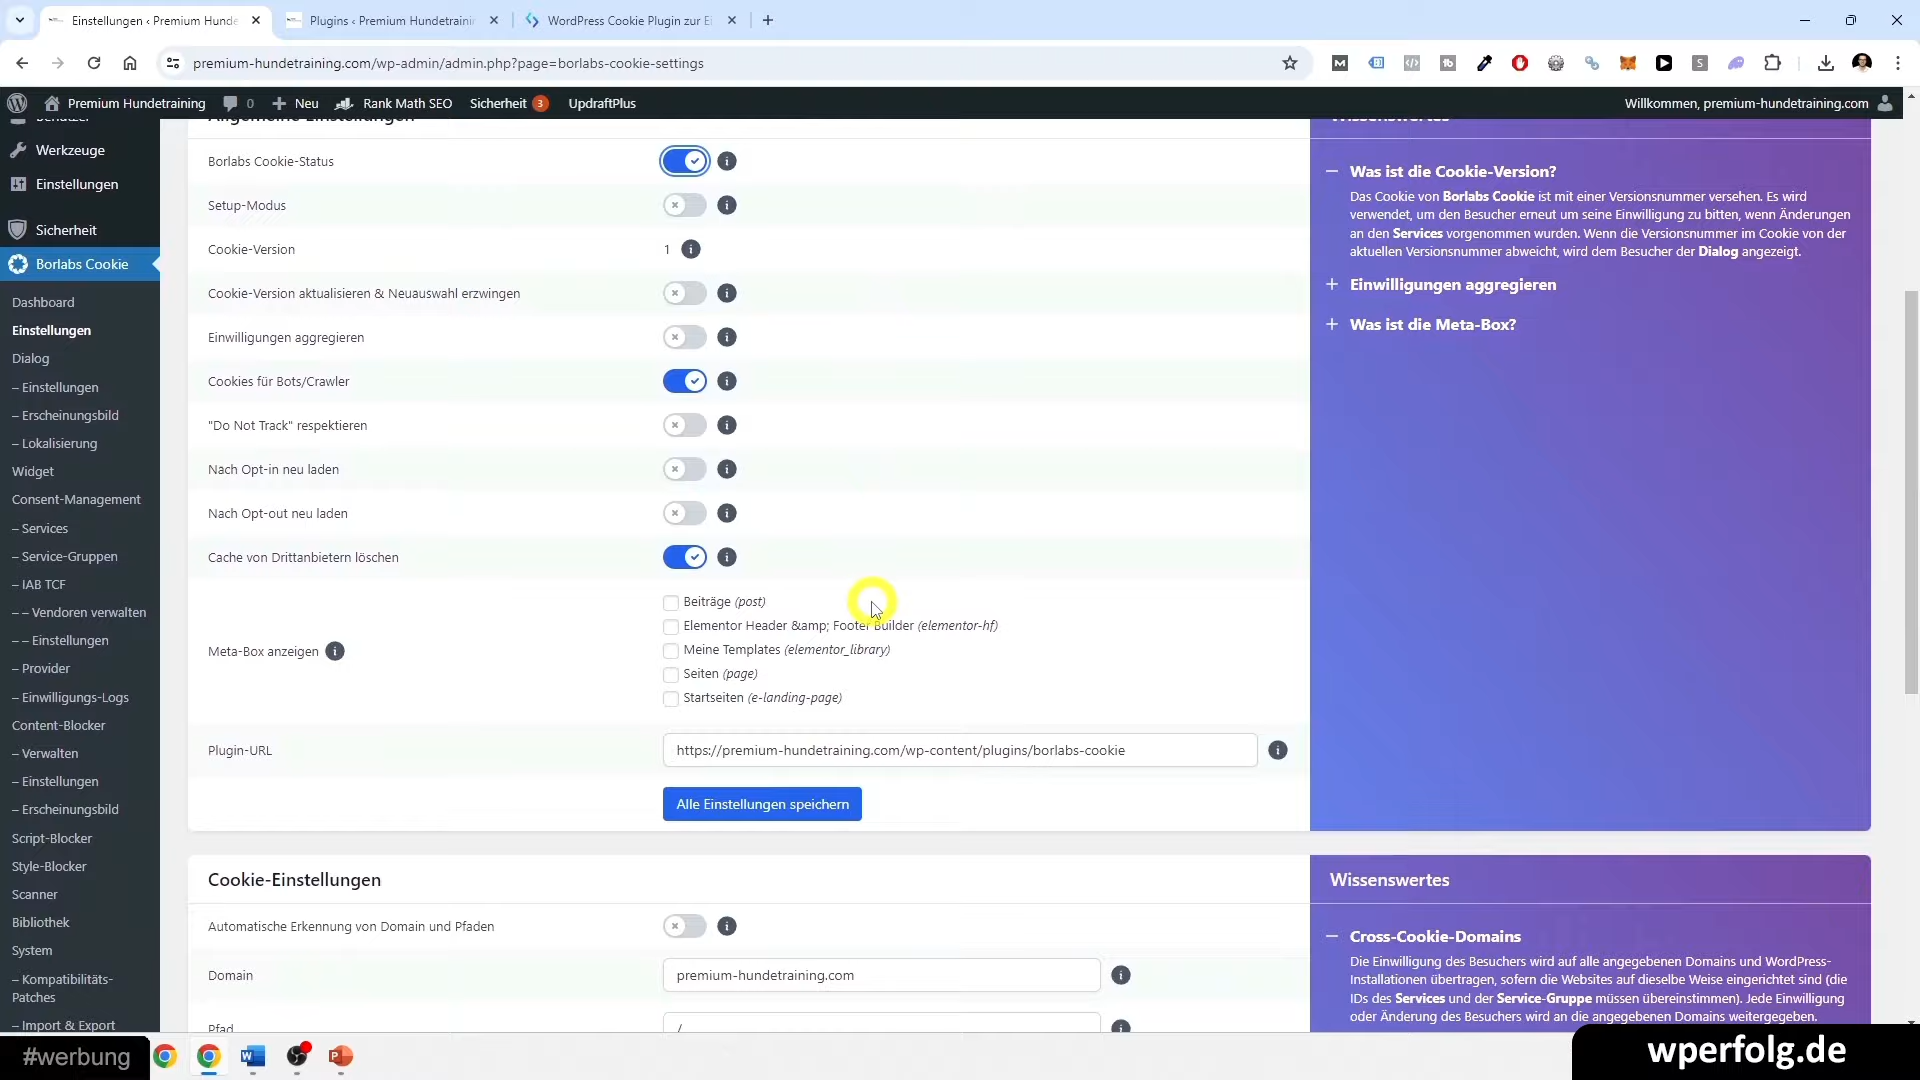 Einstellungen ‹ Premium Hunde
Plugins ‹ Premium Hundetrainin
WordPress Cookie Plugin zur Ei
premium-hundetraining.com/wp-admin/admin.php?page=borlabs-cookie-settings
Premium Hundetraining
0
Neu
Rank Math SEO
Sicherheit 3
UpdraftPlus
Willkommen, premium-hundetraining.com
Benutzer
Werkzeuge
Einstellungen
Sicherheit
Borlabs Cookie
Dashboard
Einstellungen
Dialog
– Einstellungen
– Erscheinungsbild
– Lokalisierung
Widget
Consent-Management
– Services
– Service-Gruppen
– IAB TCF
– – Vendoren verwalten
– – Einstellungen
– Provider
– Einwilligungs-Logs
Content-Blocker
– Verwalten
– Einstellungen
– Erscheinungsbild
Script-Blocker
Style-Blocker
Scanner
Bibliothek
System
– Kompatibilitäts-
Patches
– Import & Export
Allgemeine Einstellungen
Borlabs Cookie-Status
Setup-Modus
Cookie-Version
1
Cookie-Version aktualisieren & Neuauswahl erzwingen
Einwilligungen aggregieren
Cookies für Bots/Crawler
"Do Not Track" respektieren
Nach Opt-in neu laden
Nach Opt-out neu laden
Cache von Drittanbietern löschen
Meta-Box anzeigen
Beiträge (post)
Elementor Header &amp; Footer Builder (elementor-hf)
Meine Templates (elementor_library)
Seiten (page)
Startseiten (e-landing-page)
Plugin-URL
https://premium-hundetraining.com/wp-content/plugins/borlabs-cookie
Alle Einstellungen speichern
Wissenswertes
Was ist die Cookie-Version?
Das Cookie von Borlabs Cookie ist mit einer Versionsnummer versehen. Es wird
verwendet, um den Besucher erneut um seine Einwilligung zu bitten, wenn Änderungen
an den Services vorgenommen wurden. Wenn die Versionsnummer im Cookie von der
aktuellen Versionsnummer abweicht, wird dem Besucher der Dialog angezeigt.
Einwilligungen aggregieren
Was ist die Meta-Box?
Cookie-Einstellungen
Automatische Erkennung von Domain und Pfaden
Domain
premium-hundetraining.com
Pfad
/
Wissenswertes
Cross-Cookie-Domains
Die Einwilligung des Besuchers wird auf alle angegebenen Domains und WordPress-
Installationen übertragen, sofern die Websites auf dieselbe Weise eingerichtet sind (die
IDs des Services und der Service-Gruppe müssen übereinstimmen). Jede Einwilligung
oder Änderung des Besuchers wird an die angegebenen Domains weitergegeben.
#werbung
wperfolg.de